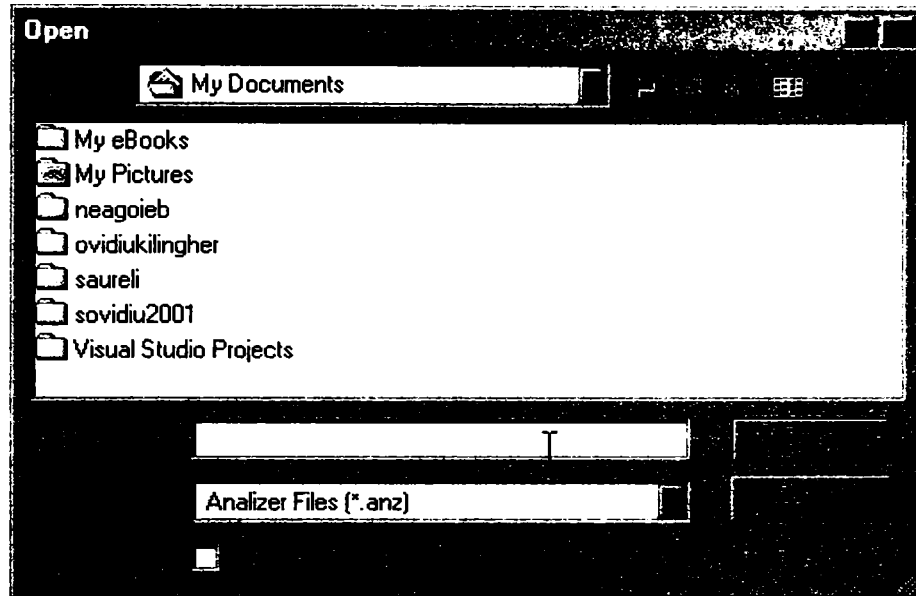 Open
My Documents
My eBooks
My Pictures
neagoieb
ovidiukilingher
saureli
sovidiu2001
Visual Studio Projects
Analizer Files (*.anz)